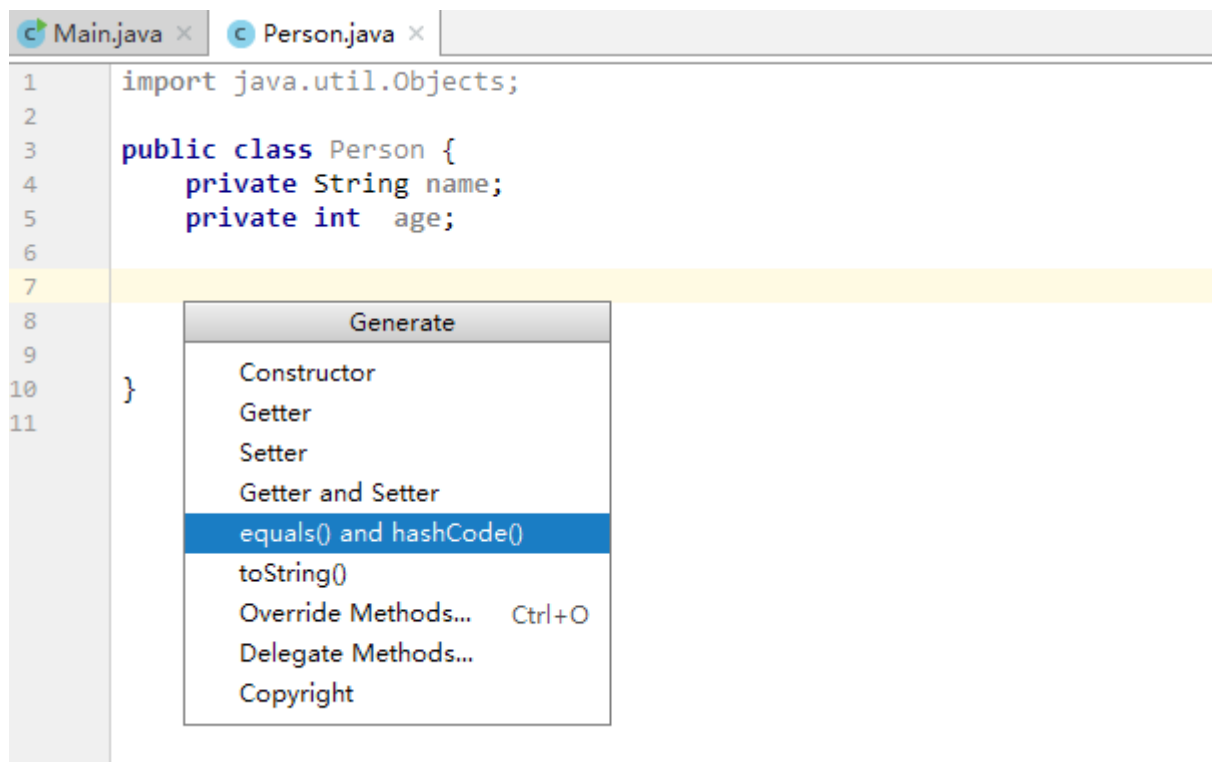 Main.java Person.java
1 import java.util.Objects;
2
3 public class Person {
4 private String name;
5 private int  age;
6
7
8
9
10 }
11
Generate
Constructor
Getter
Setter
Getter and Setter
equals() and hashCode()
toString()
Override Methods... Ctrl+O
Delegate Methods...
Copyright